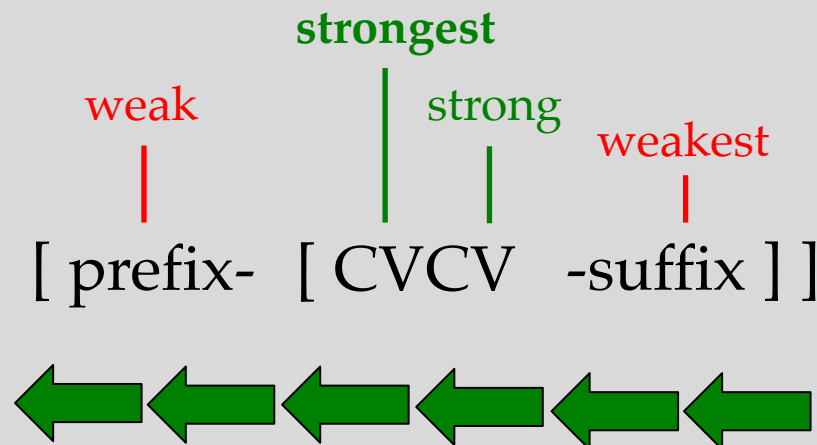 strongest
weak strong
weakest
[ prefix- [ CVCV -suffix ] ]